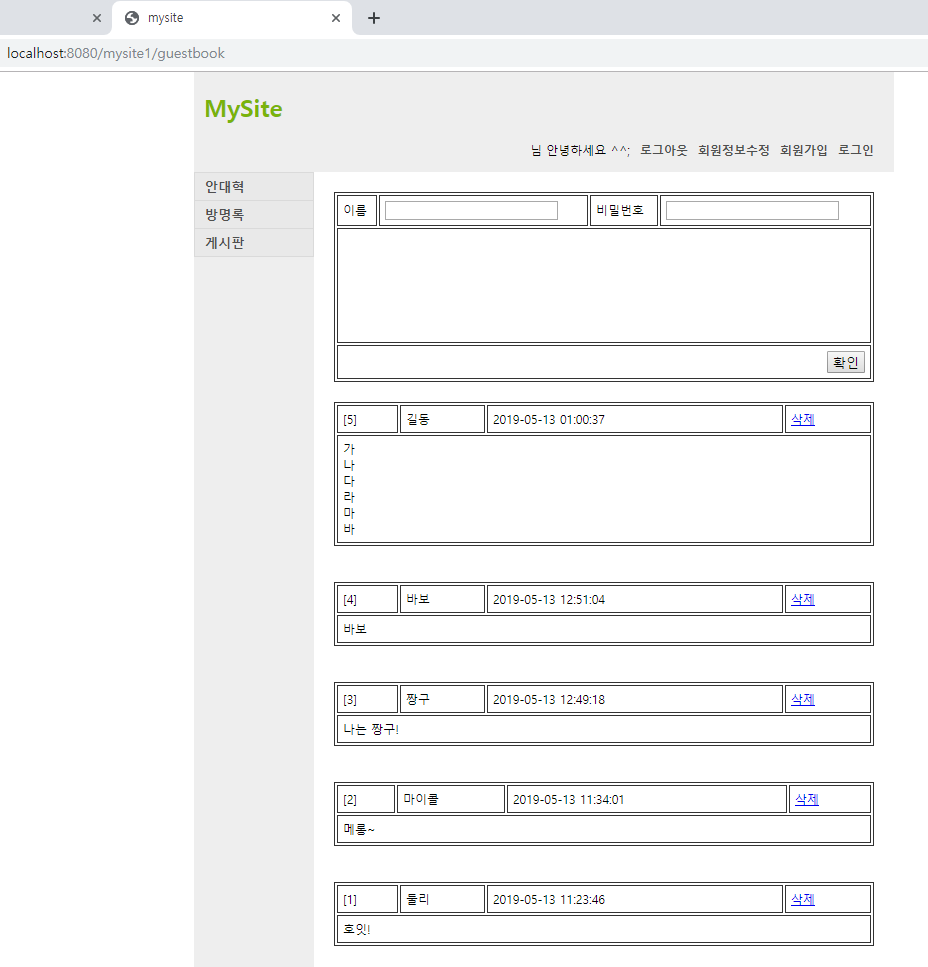 mysite
localhost:8080/mysite1/guestbook
MySite
님 안녕하세요 ^^; 로그아웃 회원정보수정 회원가입 로그인
안대혁
방명록
게시판
이름 비밀번호
확인
[5] 길동 2019-05-13 01:00:37 삭제
가
나
다
라
마
바
[4] 바보 2019-05-13 12:51:04 삭제
바보
[3] 짱구 2019-05-13 12:49:18 삭제
나는 짱구!
[2] 마이콜 2019-05-13 11:34:01 삭제
메롱~
[1] 둘리 2019-05-13 11:23:46 삭제
호잇!